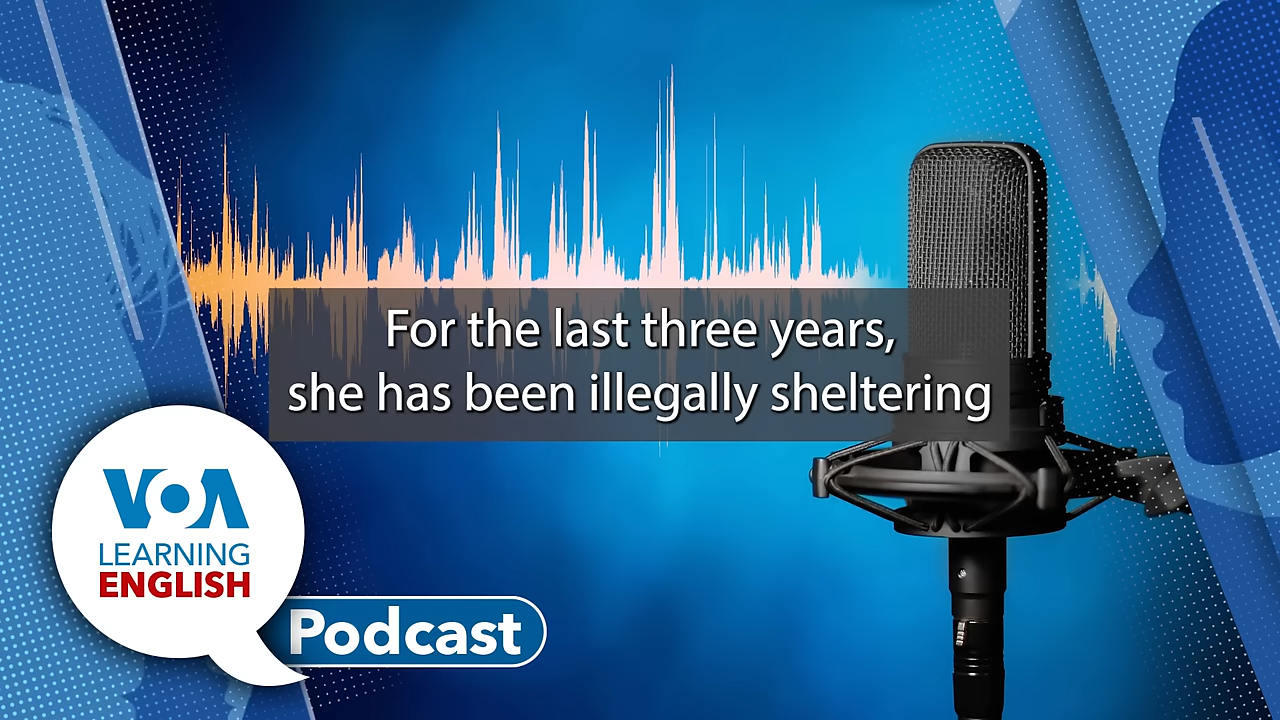 For the last three years,
she has been illegally sheltering
VOA
LEARNING
ENGLISH
Podcast